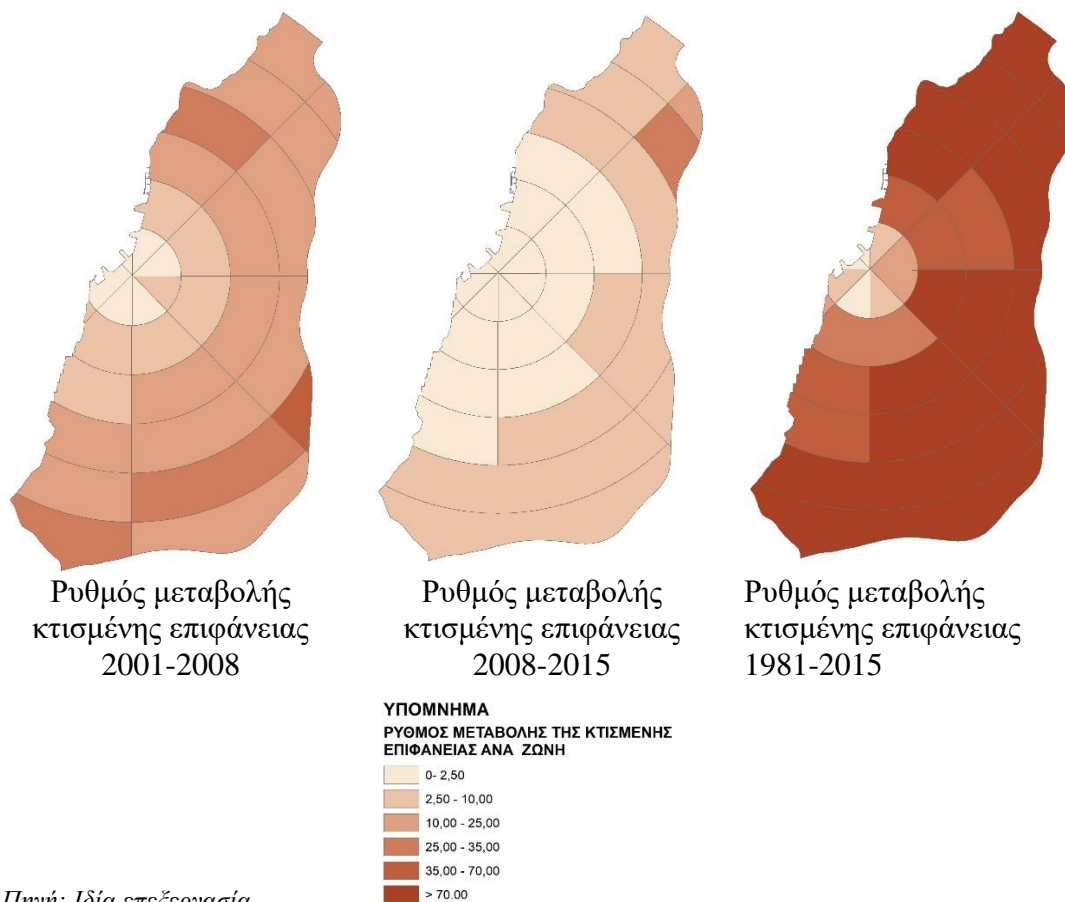 Ρυθμός μεταβολής
κτισμένης επιφάνειας
2001-2008
Ρυθμός μεταβολής
κτισμένης επιφάνειας
2008-2015
Ρυθμός μεταβολής
κτισμένης επιφάνειας
1981-2015
ΥΠΟΜΝΗΜΑ
ΡΥΘΜΟΣ ΜΕΤΑΒΟΛΗΣ ΤΗΣ ΚΤΙΣΜΕΝΗΣ
ΕΠΙΦΑΝΕΙΑΣ ΑΝΑ ΖΩΝΗ
0- 2,50
2,50 - 10,00
10,00 - 25,00
25,00 - 35,00
35,00 - 70,00
> 70.00
Πηγή: Ιδία επεξεργασία